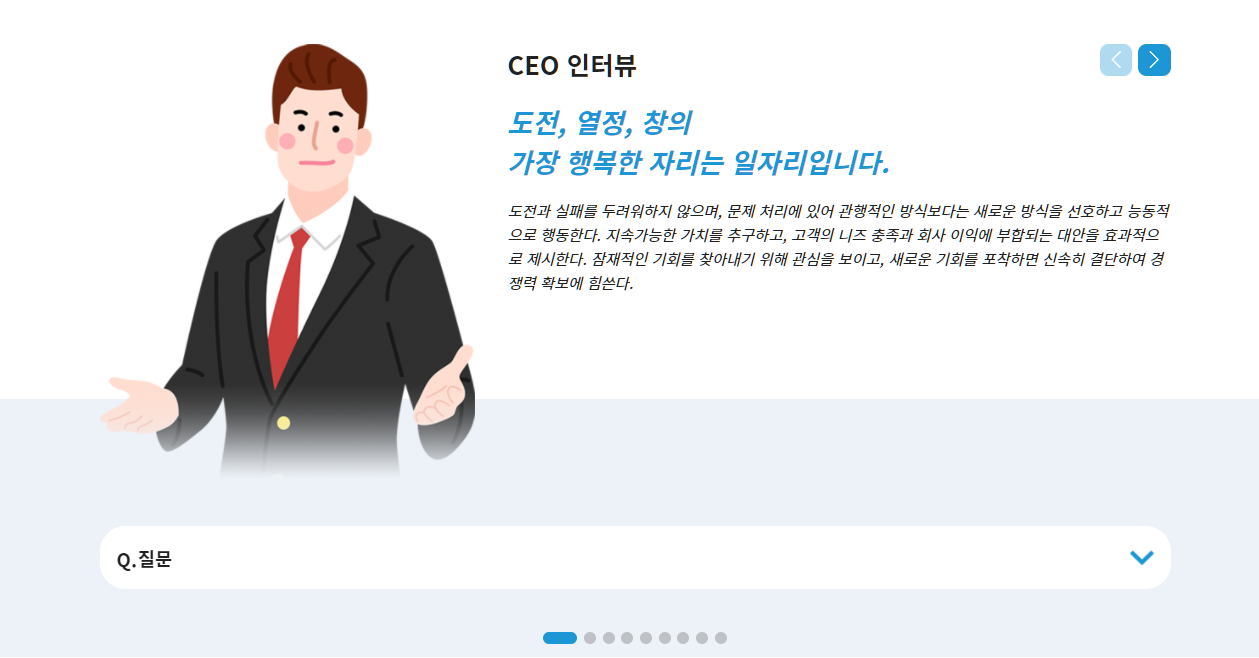 CEO 인터뷰
도전, 열정, 창의
가장 행복한 자리는 일자리입니다.
도전과 실패를 두려워하지 않으며, 문제 처리에 있어 관행적인 방식보다는 새로운 방식을 선호하고 능동적
으로 행동한다. 지속가능한 가치를 추구하고, 고객의 니즈 충족과 회사 이익에 부합되는 대안을 효과적으
로 제시한다. 잠재적인 기회를 찾아내기 위해 관심을 보이고, 새로운 기회를 포착하면 신속히 결단하여 경
쟁력 확보에 힘쓴다.
Q.질문